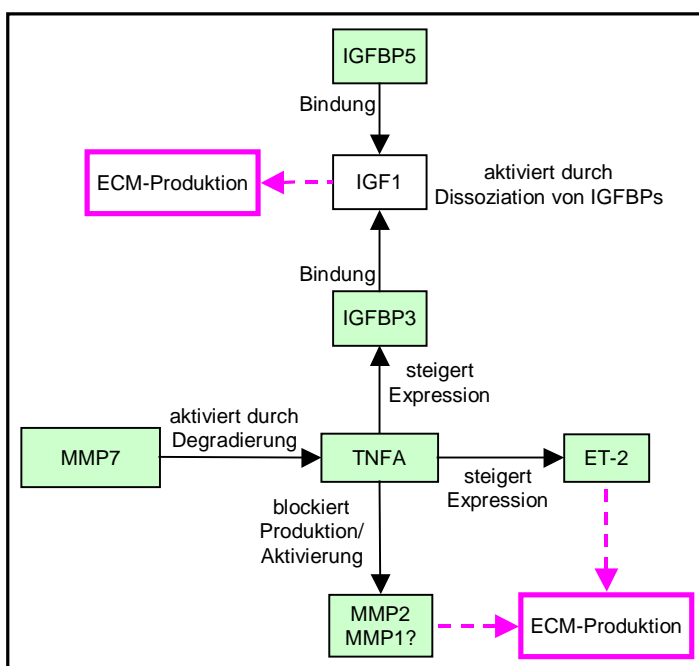 IGFBP5
Bindung
ECM-Produktion
IGF1
aktiviert durch
Dissoziation von IGFBPs
Bindung
IGFBP3
steigert
Expression
aktiviert durch
Degradierung
MMP7
TNFA
ET-2
steigert
Expression
blockiert
Produktion/
Aktivierung
MMP2
MMP1?
ECM-Produktion